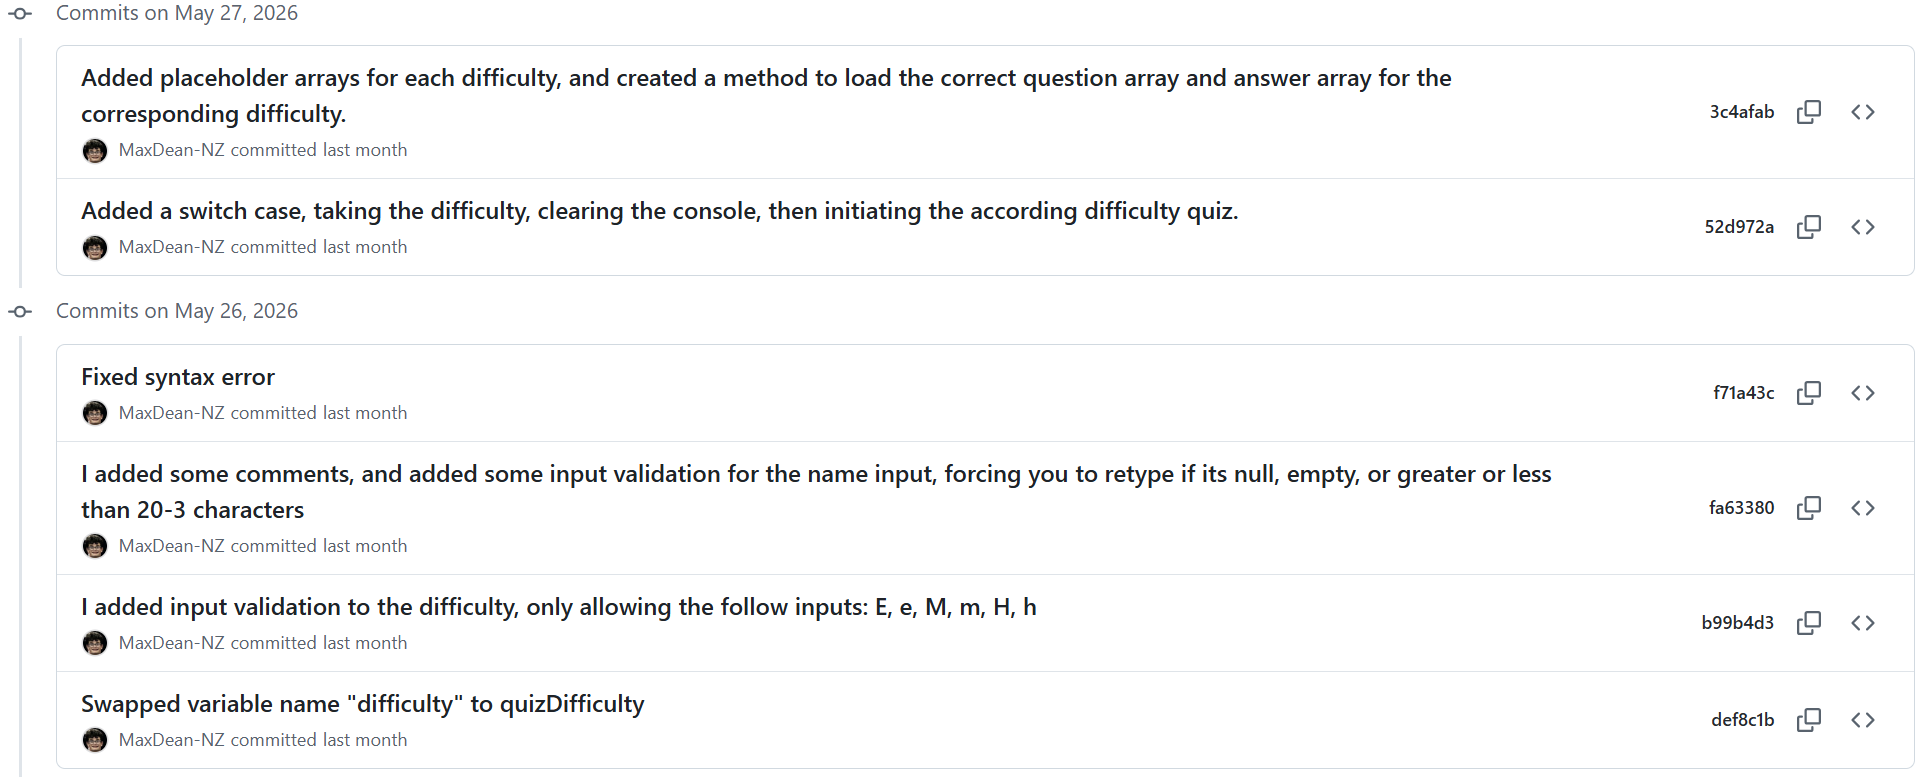 Commits on May 27, 2026
Added placeholder arrays for each difficulty, and created a method to load the correct question array and answer array for the
corresponding difficulty.
3c4afab
MaxDean-NZ committed last month
Added a switch case, taking the difficulty, clearing the console, then initiating the according difficulty quiz.
52d972a
MaxDean-NZ committed last month
Commits on May 26, 2026
Fixed syntax error
f71a43c
MaxDean-NZ committed last month
I added some comments, and added some input validation for the name input, forcing you to retype if its null, empty, or greater or less
than 20-3 characters
fa63380
MaxDean-NZ committed last month
I added input validation to the difficulty, only allowing the follow inputs: E, e, M, m, H, h
b99b4d3
MaxDean-NZ committed last month
Swapped variable name "difficulty" to quizDifficulty
def8c1b
MaxDean-NZ committed last month